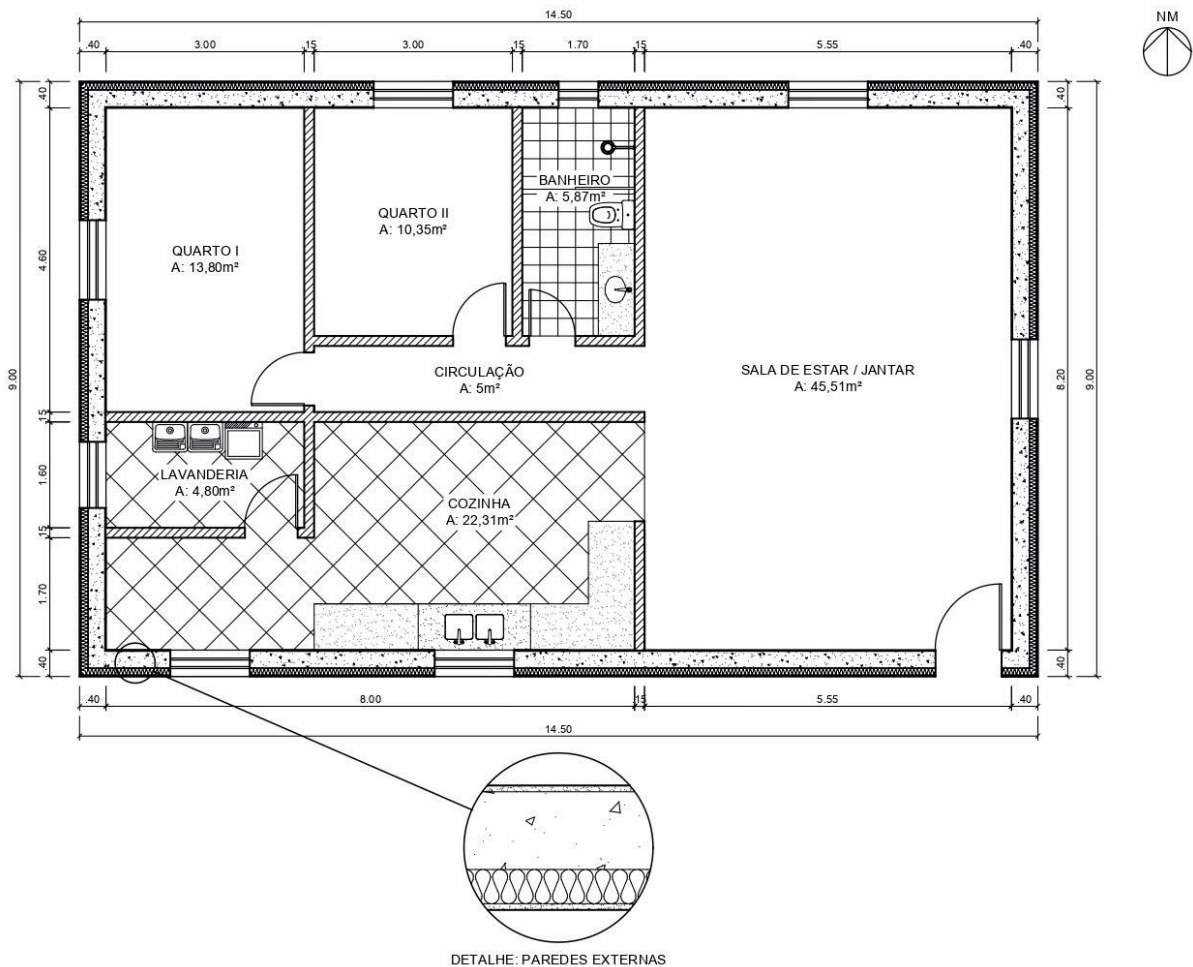 14.50
NM
.40
3.00
.15
3.00
.15
1.70
.15
5.55
.40
.40
.40
BANHEIRO
A: 5,87m²
QUARTO II
A: 10,35m²
QUARTO I
A: 13,80m²
4.60
CIRCULAÇÃO
A: 5m²
SALA DE ESTAR / JANTAR
A: 45,51m²
9.00
8.20
9.00
.15
LAVANDERIA
A: 4,80m²
1.60
COZINHA
A: 22,31m²
.15
1.70
.40
.40
.40
8.00
.15
5.55
.40
14.50
DETALHE: PAREDES EXTERNAS